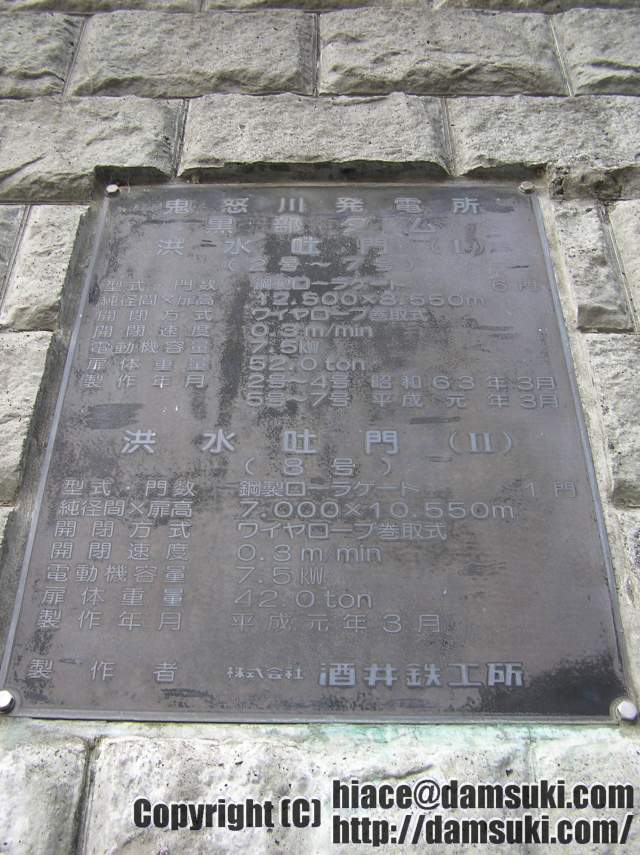 鬼怒川発電所
黒部ダム
洪水吐門(I)
(2号〜7号)
型式・門数 鋼製ローラゲート 6門
純径間×扉高 12.800×8.550m
開閉方式 ワイヤロープ巻取式
開閉速度 0.3m/min
電動機容量 7.5kW
扉体重量 52.0ton
製作年月 2号〜4号 昭和63年3月
5号〜7号 平成元年3月
洪水吐門(II)
(8号)
型式・門数 鋼製ローラゲート 1門
純径間×扉高 7.000×10.550m
開閉方式 ワイヤロープ巻取式
開閉速度 0.3m/min
電動機容量 7.5kW
扉体重量 42.0ton
製作年月 平成元年3月
製作者 株式会社 酒井鉄工所
Copyright (C) hiace@damsuki.com
http://damsuki.com/